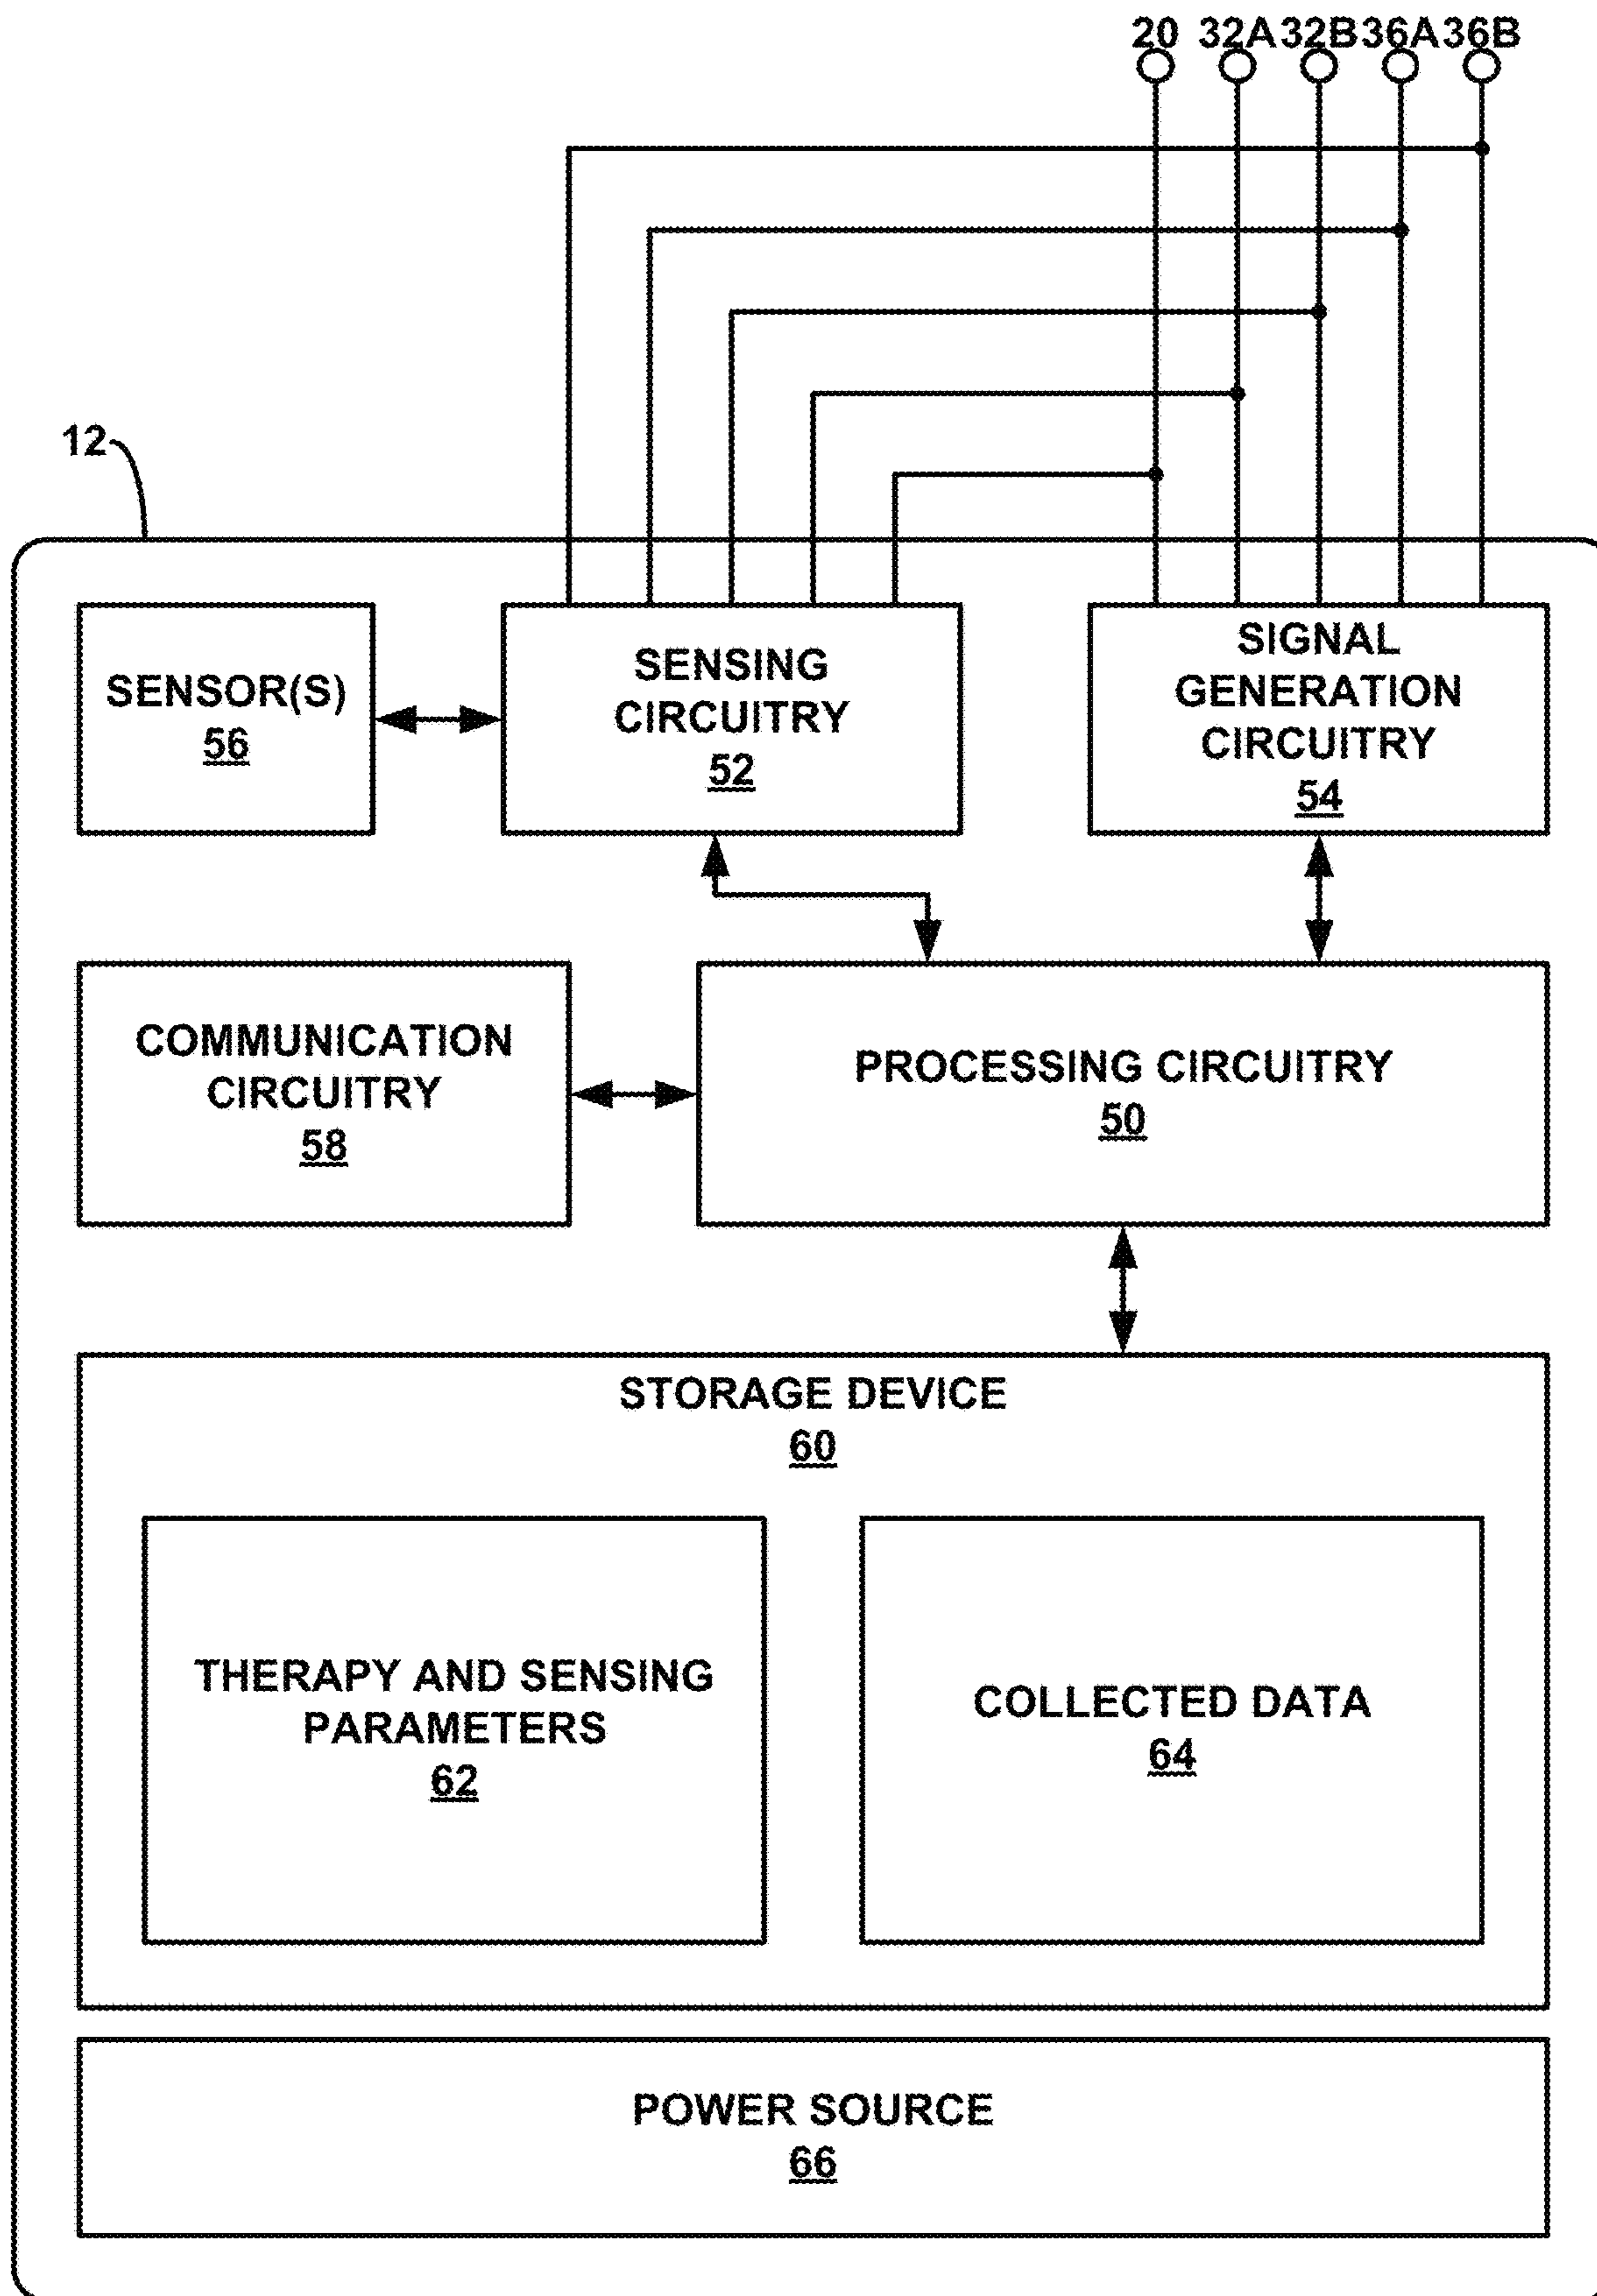 20 32A 32B 36A 36B
12
SENSOR(S)
56
SENSING
CIRCUITRY
52
SIGNAL
GENERATION
CIRCUITRY
54
COMMUNICATION
CIRCUITRY
58
PROCESSING CIRCUITRY
50
STORAGE DEVICE
60
THERAPY AND SENSING
PARAMETERS
62
COLLECTED DATA
64
POWER SOURCE
66